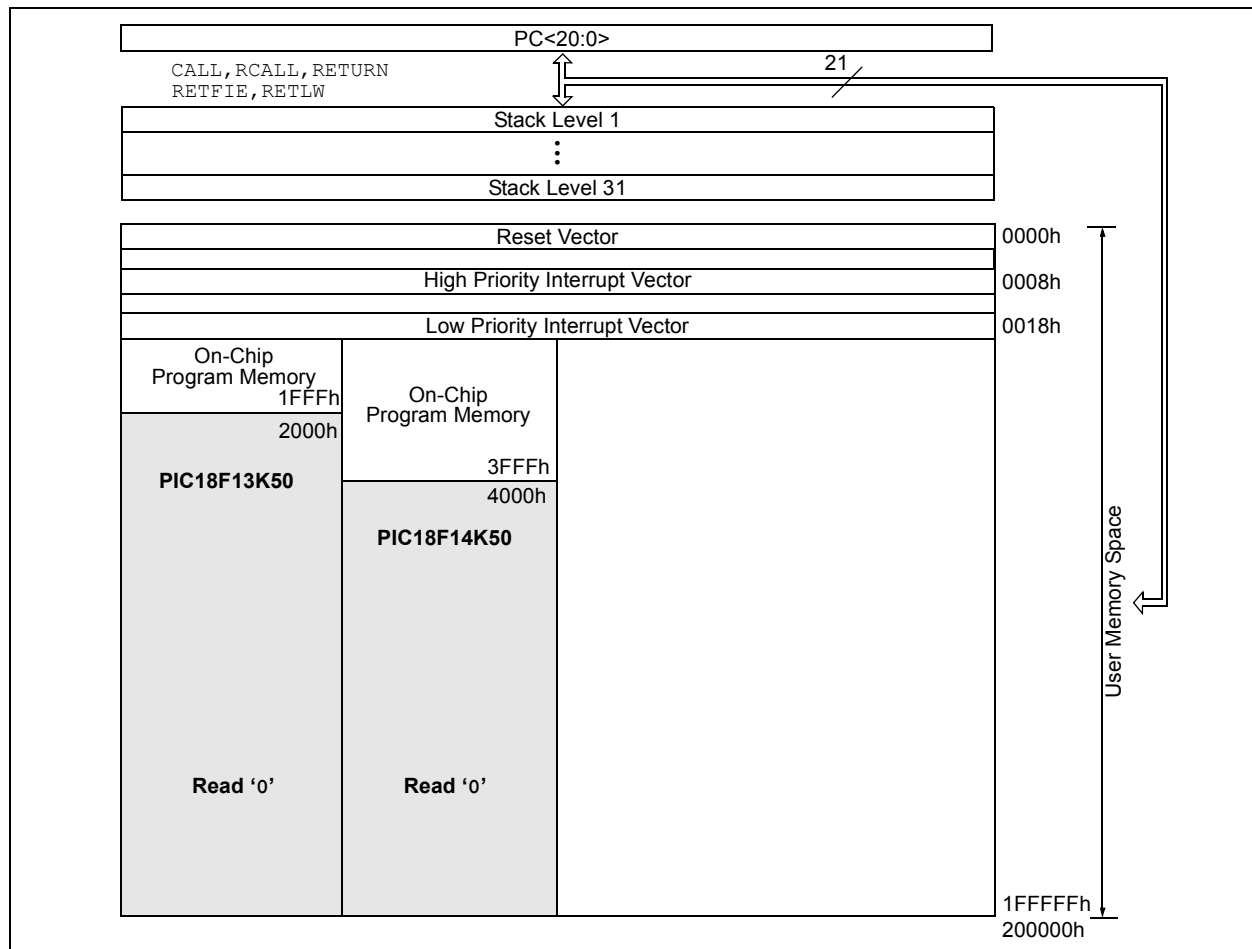 PC<20:0>
CALL,RCALL,RETURN
RETFIE,RETLW
21
Stack Level 1
Stack Level 31
Reset Vector
0000h
High Priority Interrupt Vector
0008h
Low Priority Interrupt Vector
0018h
On-Chip
Program Memory
1FFFh
2000h
PIC18F13K50
Read ‘0’
On-Chip
Program Memory
3FFFh
4000h
PIC18F14K50
Read ‘0’
User Memory Space
1FFFFFh
200000h